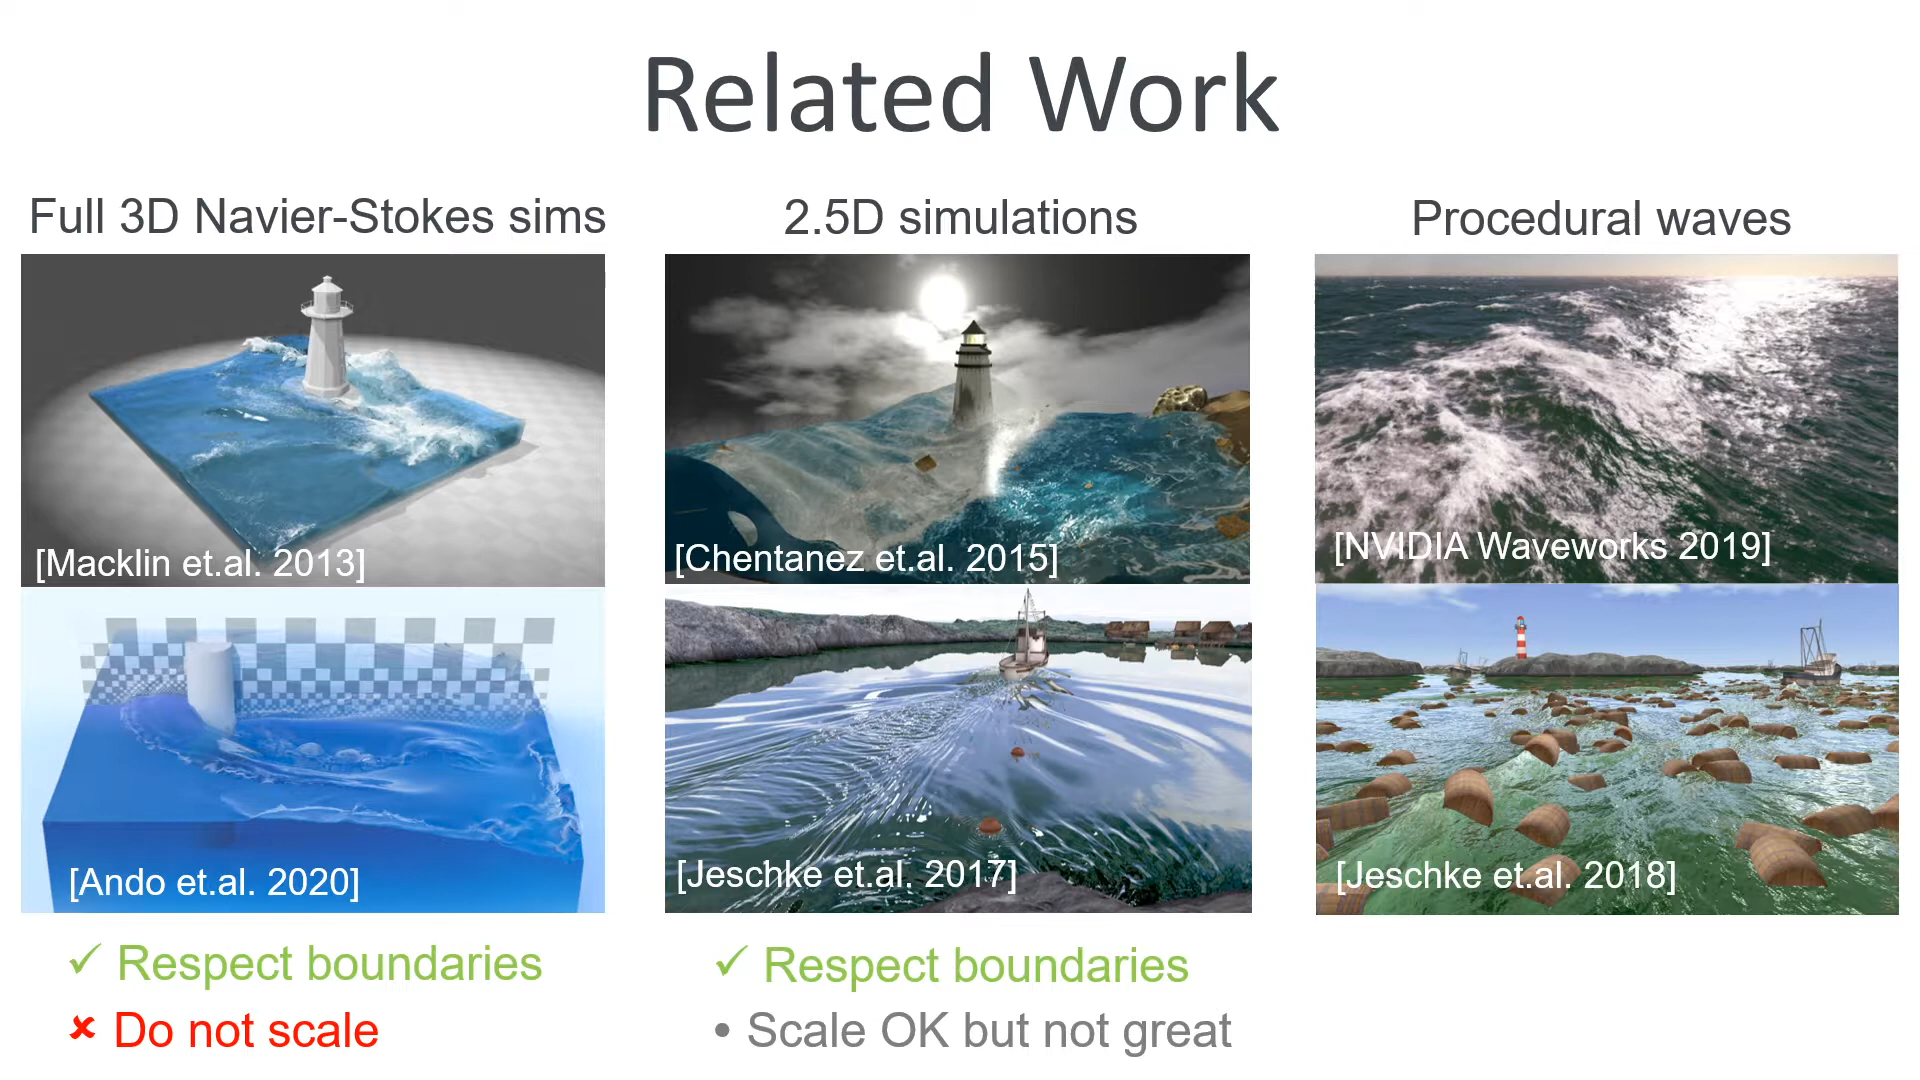 Related Work
Full 3D Navier-Stokes sims
[Macklin et.al. 2013]
[Ando et.al. 2020]
✓ Respect boundaries
✘ Do not scale
2.5D simulations
[Chentanez et.al. 2015]
[Jeschke et.al. 2017]
✓ Respect boundaries
• Scale OK but not great
Procedural waves
[NVIDIA Waveworks 2019]
[Jeschke et.al. 2018]